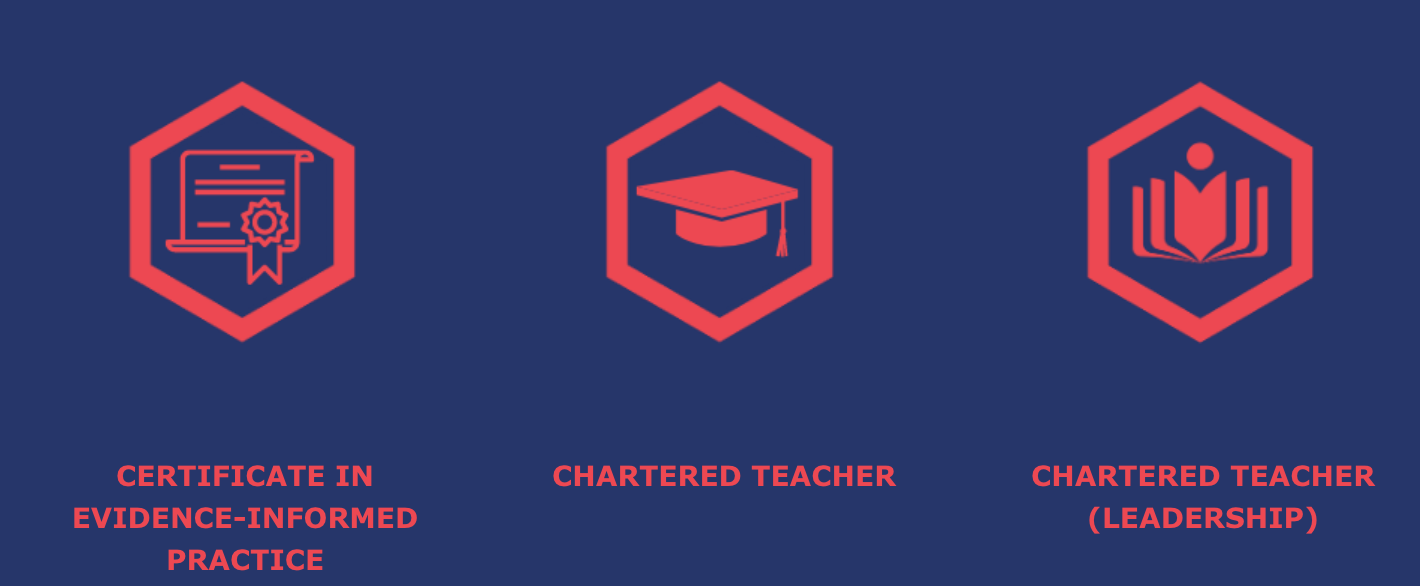 CERTIFICATE IN
EVIDENCE-INFORMED
PRACTICE
CHARTERED TEACHER
CHARTERED TEACHER
(LEADERSHIP)